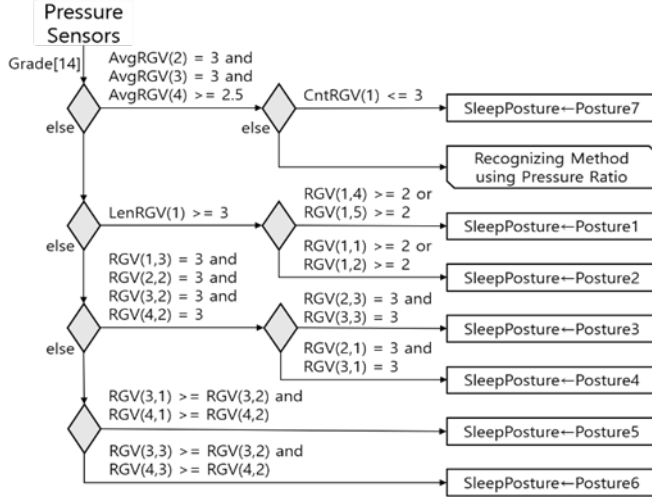 Pressure
Sensors
Grade[14]
AvgRGV(2) = 3 and
AvgRGV(3) = 3 and
AvgRGV(4) >= 2.5
CntRGV(1) <= 3
SleepPosture←Posture7
else
else
Recognizing Method
using Pressure Ratio
LenRGV(1) >= 3
RGV(1,4) >= 2 or
RGV(1,5) >= 2
SleepPosture←Posture1
else
RGV(1,1) >= 2 or
RGV(1,2) >= 2
SleepPosture←Posture2
RGV(1,3) = 3 and
RGV(2,2) = 3 and
RGV(3,2) = 3 and
RGV(4,2) = 3
RGV(2,3) = 3 and
RGV(3,3) = 3
SleepPosture←Posture3
else
RGV(2,1) = 3 and
RGV(3,1) = 3
SleepPosture←Posture4
RGV(3,1) >= RGV(3,2) and
RGV(4,1) >= RGV(4,2)
SleepPosture←Posture5
RGV(3,3) >= RGV(3,2) and
RGV(4,3) >= RGV(4,2)
SleepPosture←Posture6